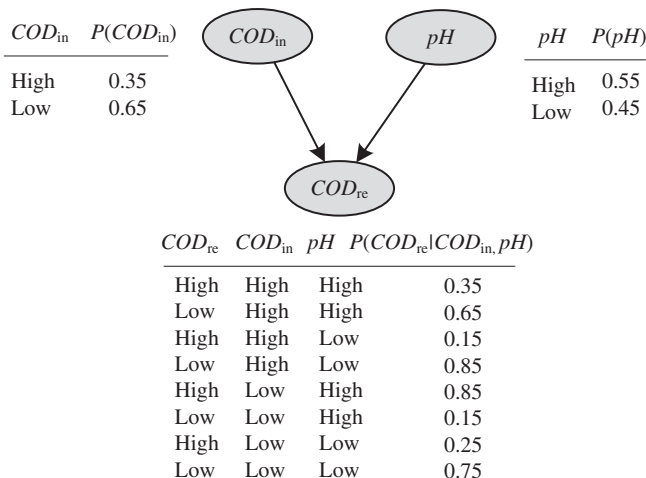 COD_in P(COD_in)
High 0.35
Low 0.65
COD_in
pH
pH P(pH)
High 0.55
Low 0.45
COD_re
COD_re COD_in pH P(COD_re|COD_in, pH)
High High High 0.35
Low High High 0.65
High High Low 0.15
Low High Low 0.85
High Low High 0.85
Low Low High 0.15
High Low Low 0.25
Low Low Low 0.75